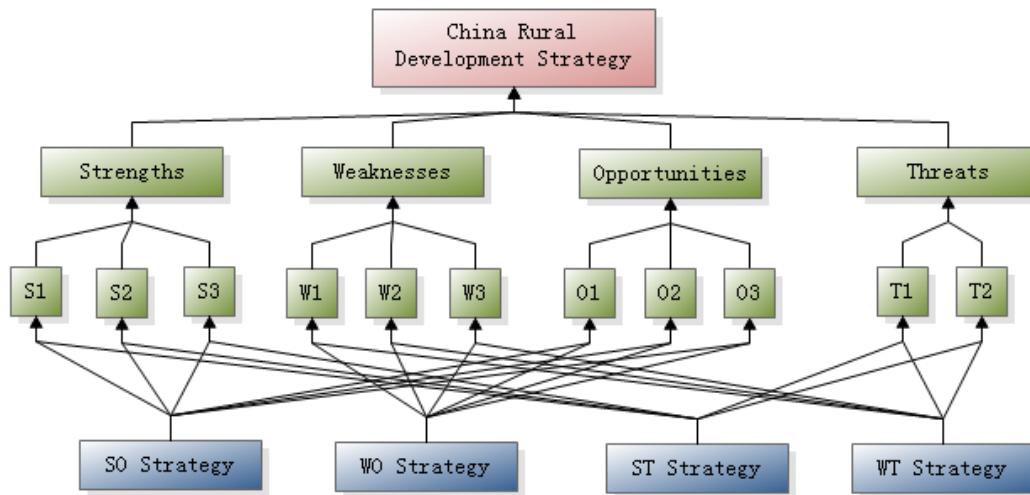 China Rural
Development Strategy
Strengths
Weaknesses
Opportunities
Threats
S1
S2
S3
W1
W2
W3
O1
O2
O3
T1
T2
SO Strategy
WO Strategy
ST Strategy
WT Strategy